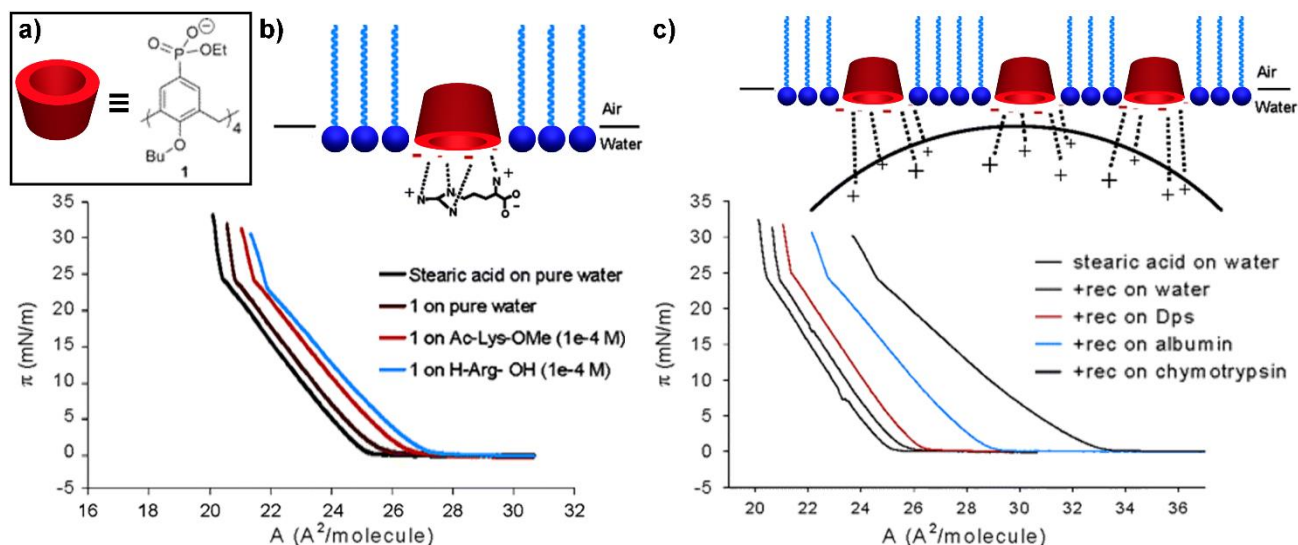 a)
O
P
O⊖
OEt
≡
4
O
Bu
1
b)
Air
Water
- - - -
+
N
N
N
N
+
O
O
⊖
35
30
25
20
15
10
5
0
-5
π (mN/m)
Stearic acid on pure water
1 on pure water
1 on Ac-Lys-OMe (1e-4 M)
1 on H-Arg- OH (1e-4 M)
16 18 20 22 24 26 28 30 32
A (A²/molecule)
c)
Air
Water
+ + + + + + + + + +
35
30
25
20
15
10
5
0
-5
π (mN/m)
stearic acid on water
+rec on water
+rec on Dps
+rec on albumin
+rec on chymotrypsin
20 22 24 26 28 30 32 34 36
A (A²/molecule)